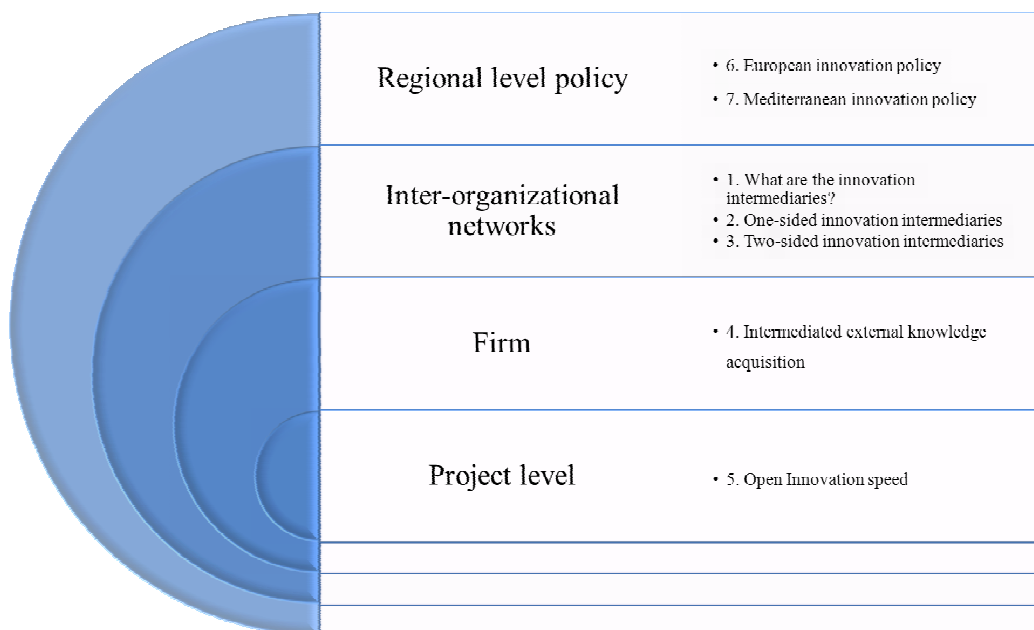 Regional level policy
• 6. European innovation policy
• 7. Mediterranean innovation policy
Inter-organizational
networks
• 1. What are the innovation
intermediaries?
• 2. One-sided innovation intermediaries
• 3. Two-sided innovation intermediaries
Firm
• 4. Intermediated external knowledge
acquisition
Project level
• 5. Open Innovation speed